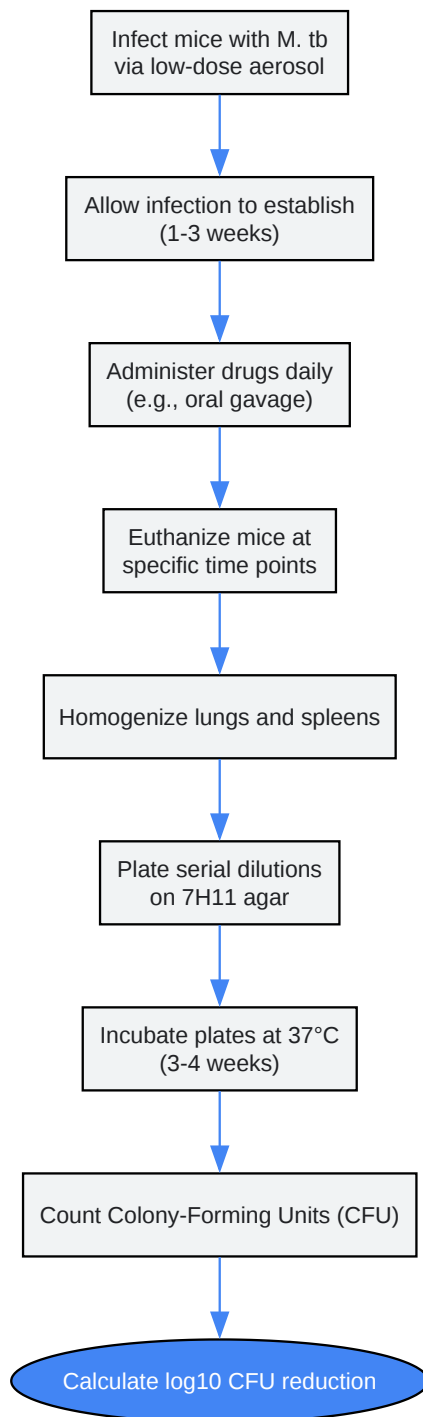 Infect mice with M. tb
via low-dose aerosol
Allow infection to establish
(1-3 weeks)
Administer drugs daily
(e.g., oral gavage)
Euthanize mice at
specific time points
Homogenize lungs and spleens
Plate serial dilutions
on 7H11 agar
Incubate plates at 37°C
(3-4 weeks)
Count Colony-Forming Units (CFU)
Calculate log10 CFU reduction